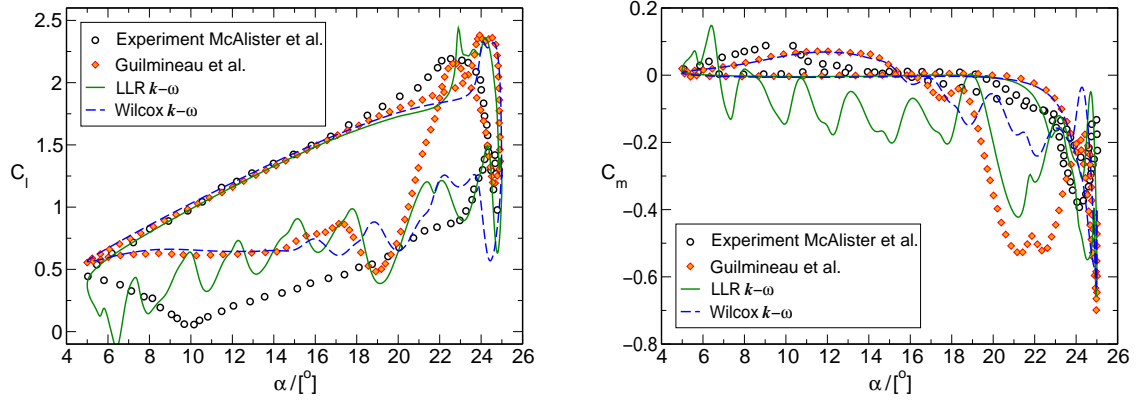 2.5
2
1.5
1
0.5
0
C_l
Experiment McAlister et al.
Guilmineau et al.
LLR k−ω
Wilcox k−ω
4 6 8 10 12 14 16 18 20 22 24 26
α/[°]
0.2
0
−0.2
−0.4
−0.6
−0.8
C_m
Experiment McAlister et al.
Guilmineau et al.
LLR k−ω
Wilcox k−ω
4 6 8 10 12 14 16 18 20 22 24 26
α/[°]